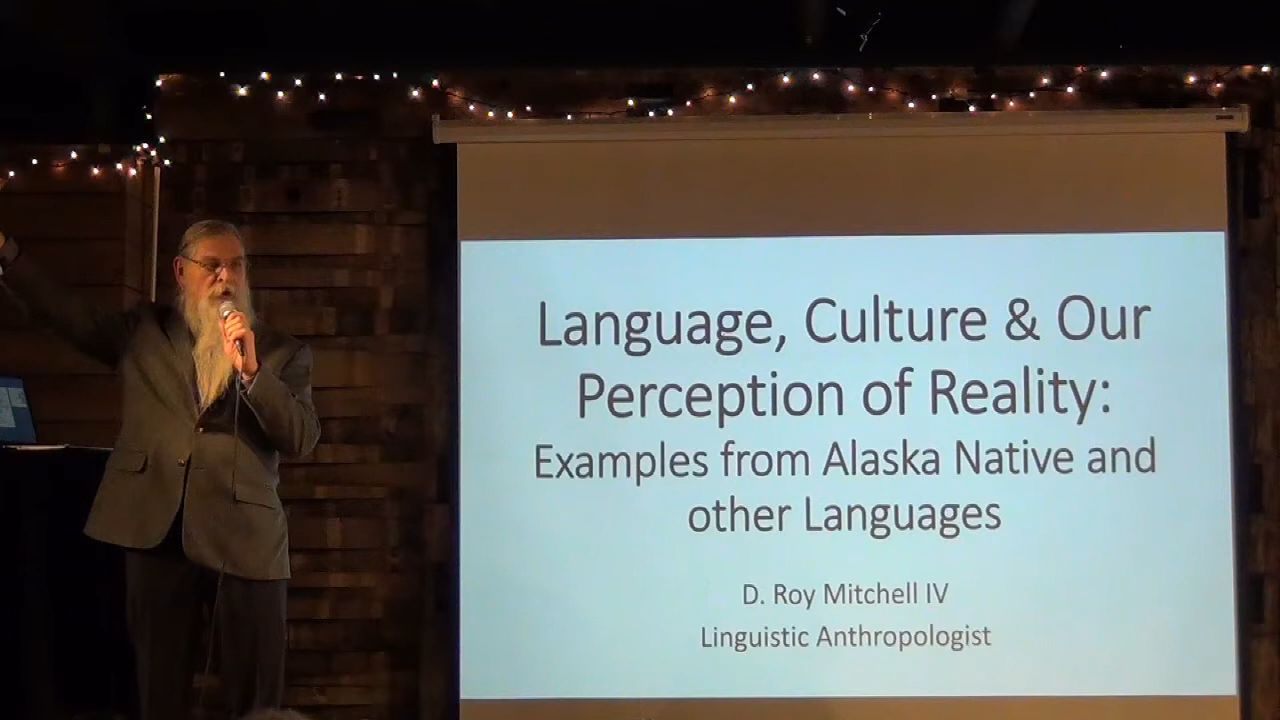 Language, Culture & Our
Perception of Reality:
Examples from Alaska Native and
other Languages
D. Roy Mitchell IV
Linguistic Anthropologist